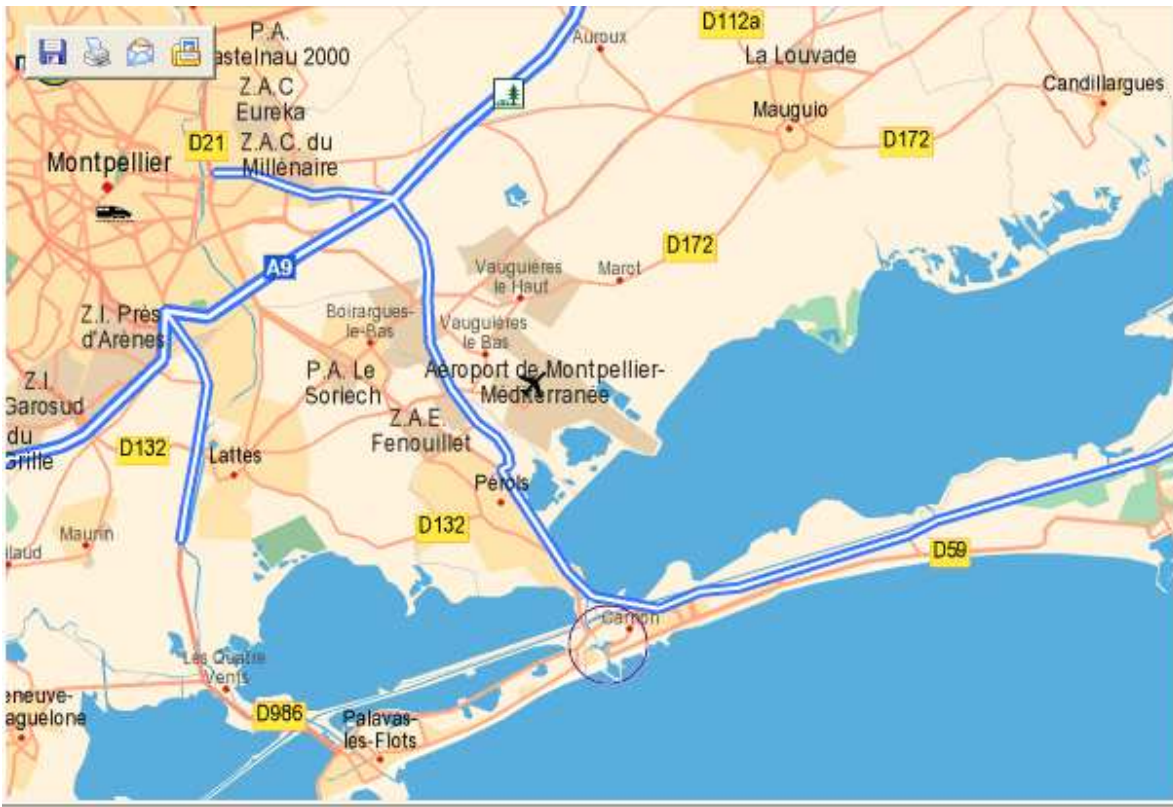 P.A.
astelnau 2000
Auroux
D112a
La Louvade
Candillargues
Z.A.C
Eureka
Mauguio
D21
Z.A.C. du
Millénaire
D172
Montpellier
A9
D172
Vauguières
le Haut
Marot
Z.I. Près
d'Arènes
Boirargues-
le-Bas
Vauguières
le Bas
Z.I.
Garosud
P.A. Le
Soriech
Aéroport de Montpellier-
Méditerranée
Z.A.E.
Fenouillet
du
Grille
D132
Lattes
Pérols
Maurin
D132
ilaud
D59
Carnon
Les Quatre
Vents
eneuve-
aguelone
D986
Palavas-
les-Flots